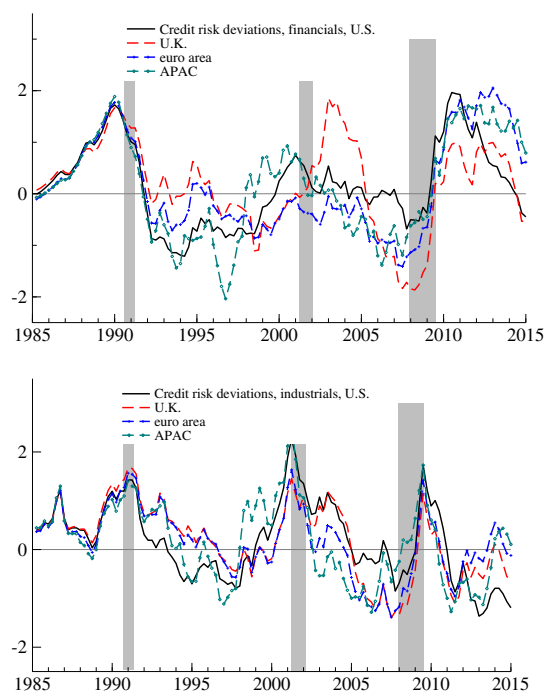 Credit risk deviations, financials, U.S.
U.K.
euro area
APAC
2
0
-2
1985 1990 1995 2000 2005 2010 2015
Credit risk deviations, industrials, U.S.
U.K.
euro area
APAC
2
0
-2
1985 1990 1995 2000 2005 2010 2015